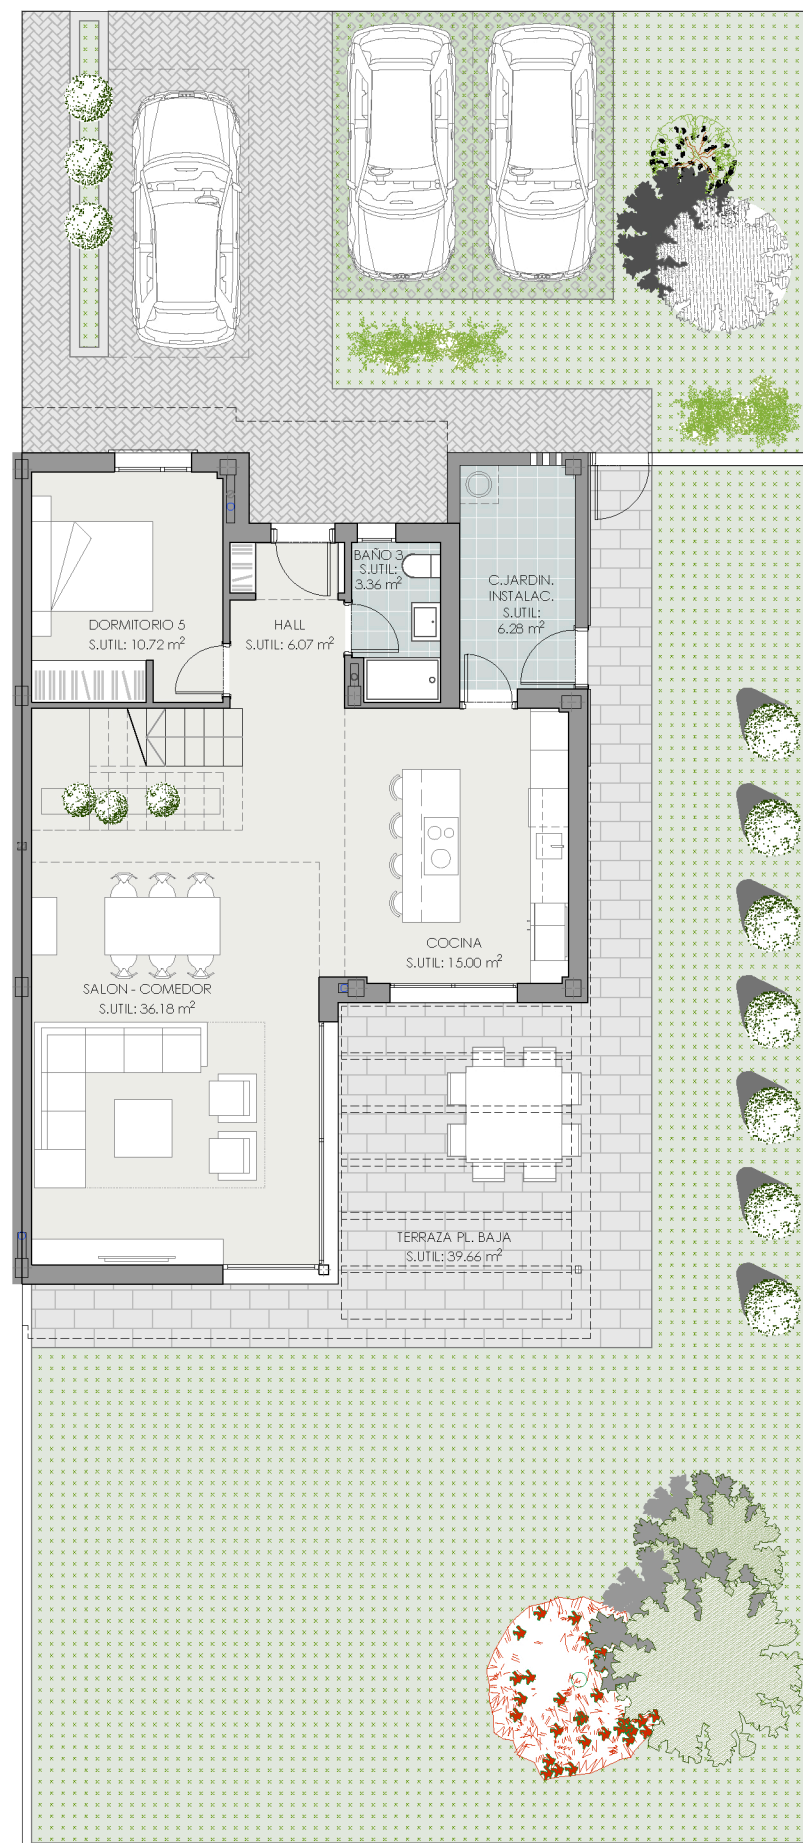 BAÑO 3
S.UTIL:
3.36 m²
C.JARDIN.
INSTALAC.
S.UTIL:
6.28 m²
DORMITORIO 5
S.UTIL: 10.72 m²
HALL
S.UTIL: 6.07 m²
COCINA
S.UTIL: 15.00 m²
SALON - COMEDOR
S.UTIL: 36.18 m²
TERRAZA PL. BAJA
S.UTIL: 39.66 m²